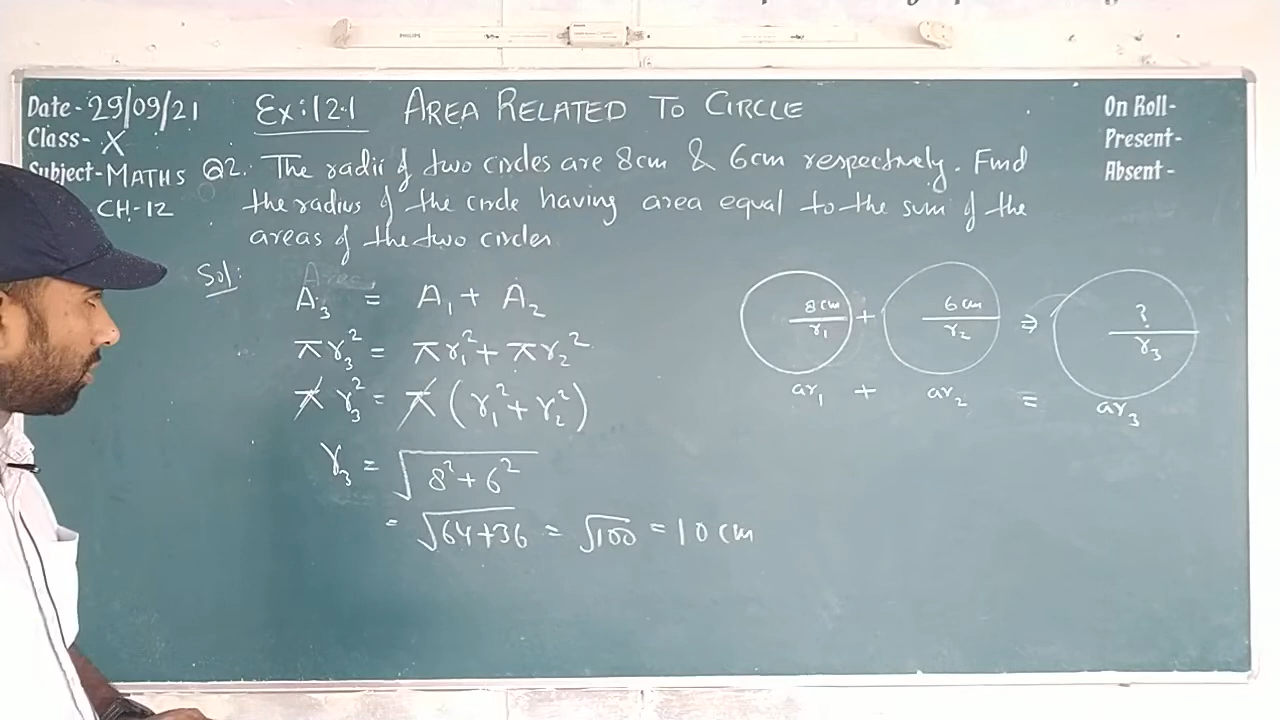 PHILIPS
Date-29/09/21 Ex:12.1 AREA RELATED TO CIRCLE On Roll-
Class- X Present-
Subject-MATHS Q2. The radii of two circles are 8cm & 6cm respectively. Find Absent-
CH-12 the radius of the circle having area equal to the sum of the
areas of the two circles.
Sol: Area
A₃ = A₁ + A₂
πr₃² = πr₁² + πr₂²
πr₃² = π(r₁² + r₂²)
r₃ = √8² + 6²
= √64+36 = √100 = 10 cm
8cm + 6cm ⇒ ?
r₁ r₂ r₃
ar₁ + ar₂ = ar₃